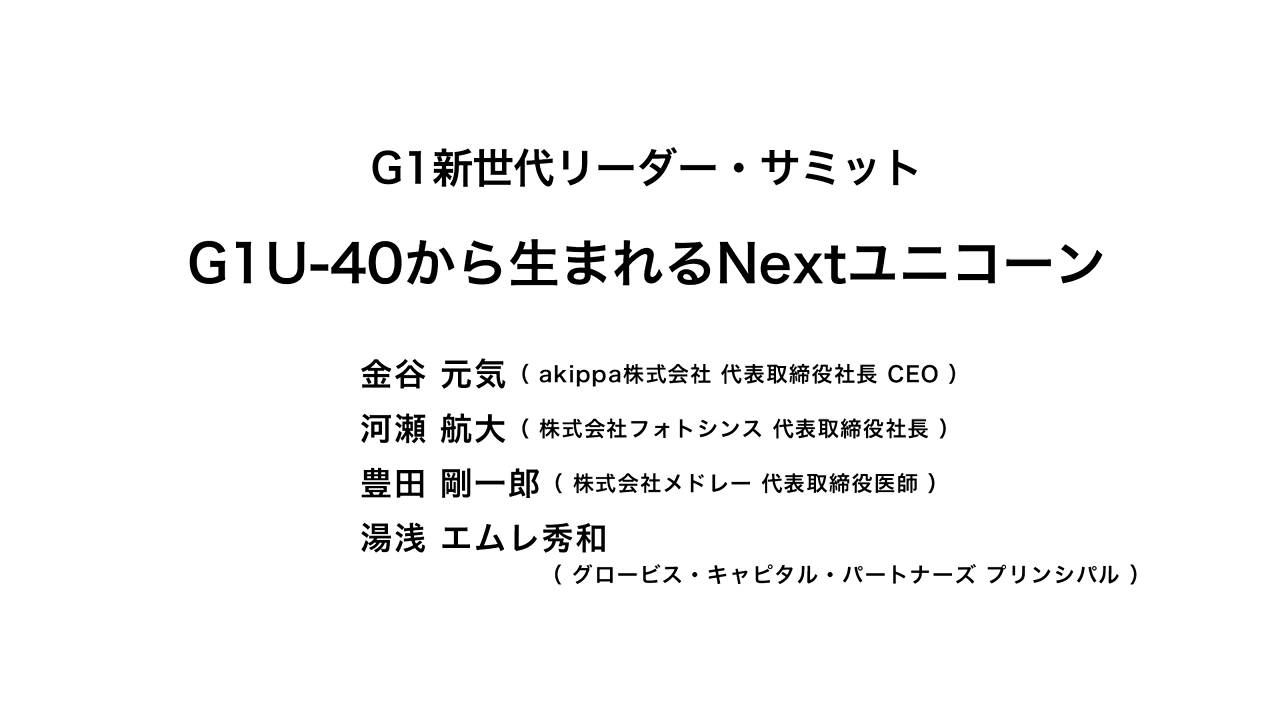 G1新世代リーダー・サミット
G1U-40から生まれるNextユニコーン
金谷 元気（ akippa株式会社 代表取締役社長 CEO ）
河瀬 航大（ 株式会社フォトシンス 代表取締役社長 ）
豊田 剛一郎（ 株式会社メドレー 代表取締役医師 ）
湯浅 エムレ秀和
（ グロービス・キャピタル・パートナーズ プリンシパル ）